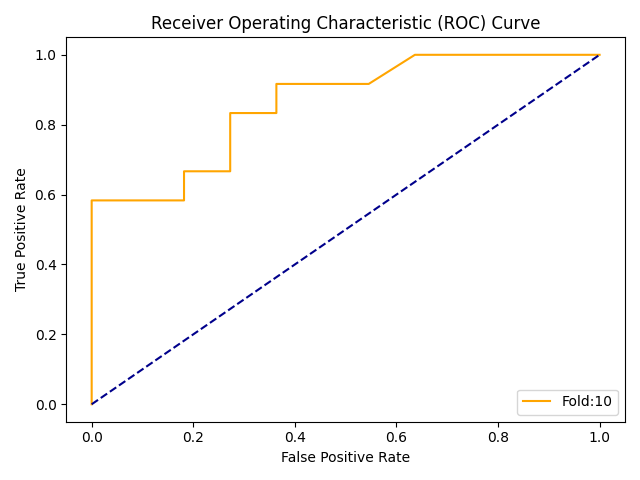 Receiver Operating Characteristic (ROC) Curve
True Positive Rate
1.0
0.8
0.6
0.4
0.2
0.0
0.0 0.2 0.4 0.6 0.8 1.0
False Positive Rate
Fold:10